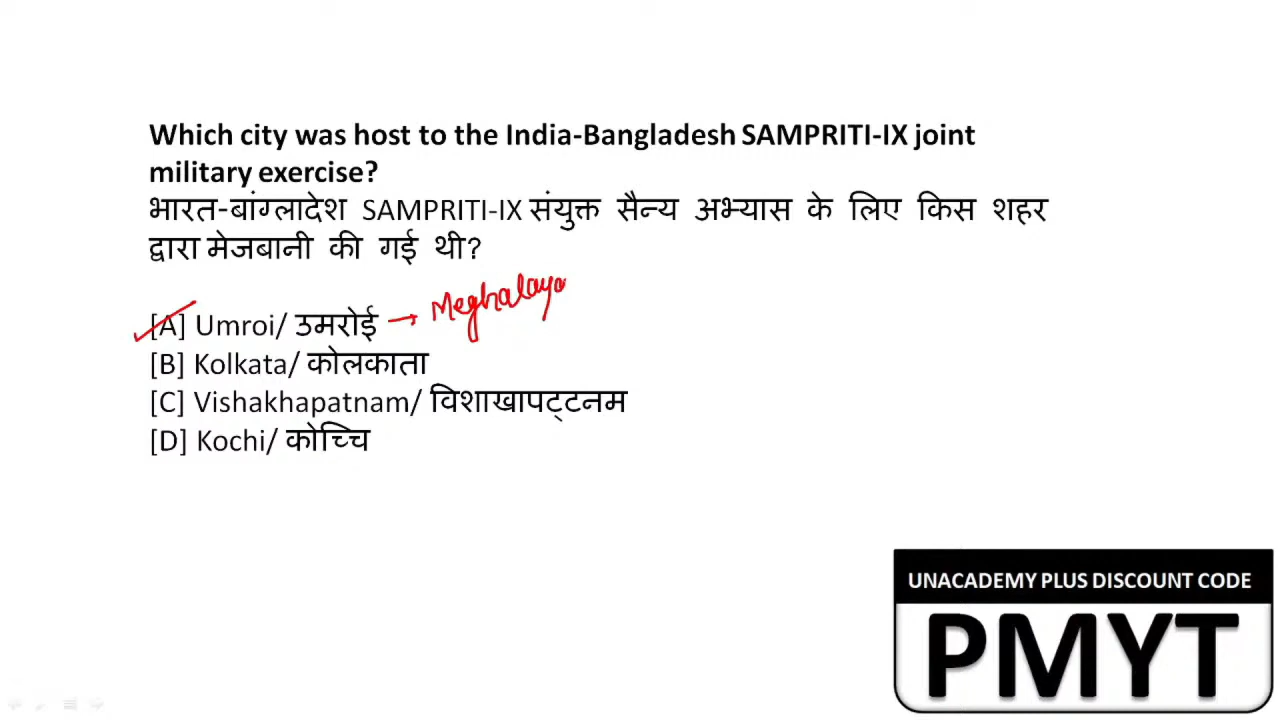 Which city was host to the India-Bangladesh SAMPRITI-IX joint
military exercise?
भारत-बांग्लादेश SAMPRITI-IX संयुक्त सैन्य अभ्यास के लिए किस शहर
द्वारा मेजबानी की गई थी?
[A] Umroi/ उमरोई → Meghalaya
[B] Kolkata/ कोलकाता
[C] Vishakhapatnam/ विशाखापट्टनम
[D] Kochi/ कोच्चि
UNACADEMY PLUS DISCOUNT CODE
PMYT